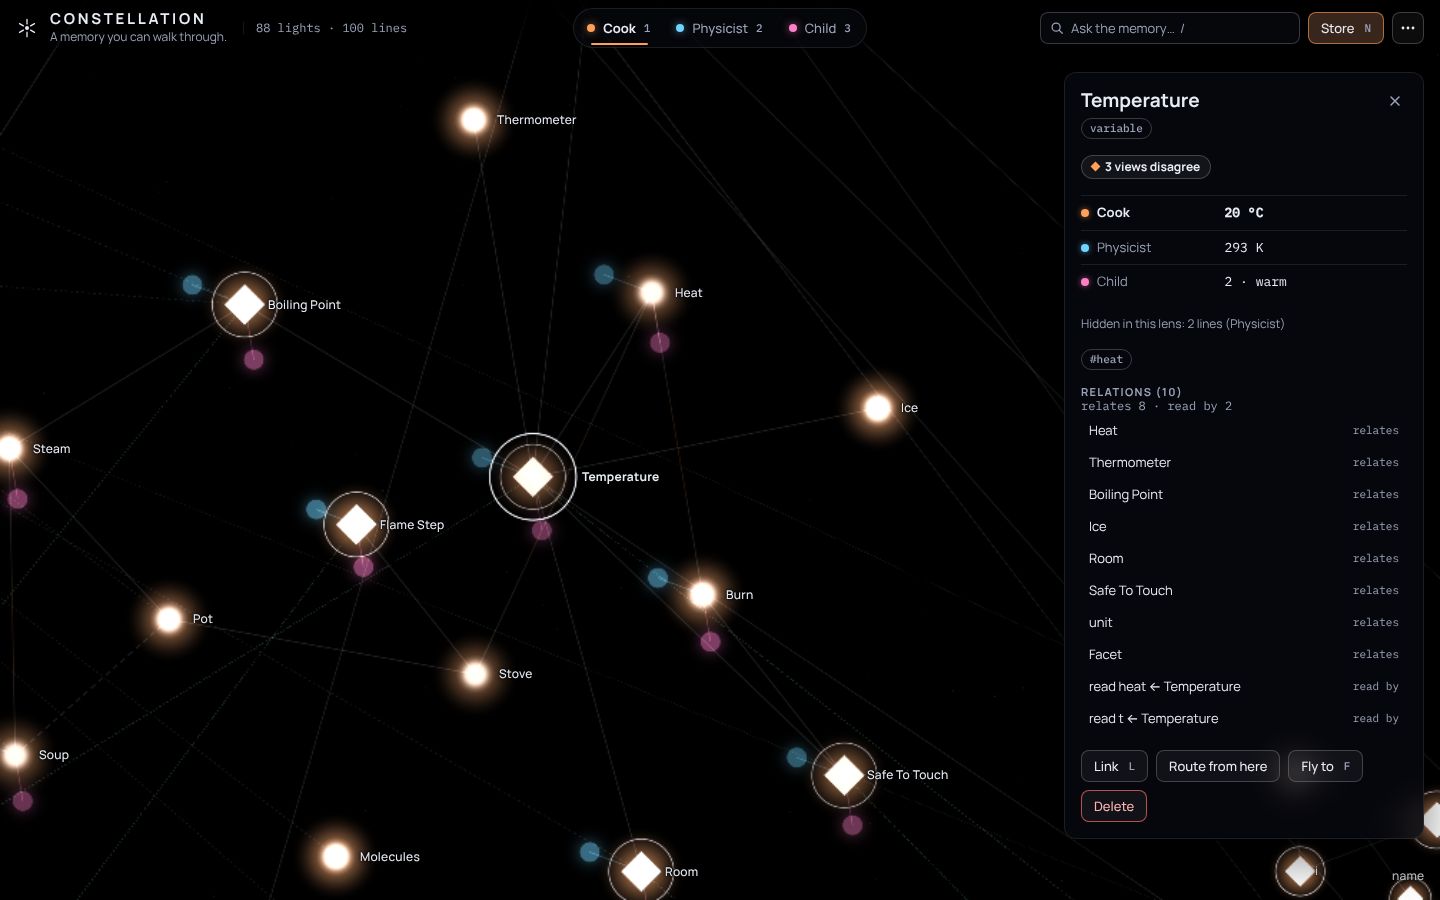 CONSTELLATION
A memory you can walk through.
88 lights · 100 lines
Cook 1
Physicist 2
Child 3
Ask the memory… /
Store N
Thermometer
Boiling Point
Heat
Ice
Steam
Temperature
Flame Step
Burn
Pot
Stove
Soup
Safe To Touch
Molecules
Room
Temperature
variable
3 views disagree
Cook 20 °C
Physicist 293 K
Child 2 · warm
Hidden in this lens: 2 lines (Physicist)
#heat
RELATIONS (10)
relates 8 · read by 2
Heat relates
Thermometer relates
Boiling Point relates
Ice relates
Room relates
Safe To Touch relates
unit relates
Facet relates
read heat ← Temperature read by
read t ← Temperature read by
Link L
Route from here
Fly to F
Delete
i
name